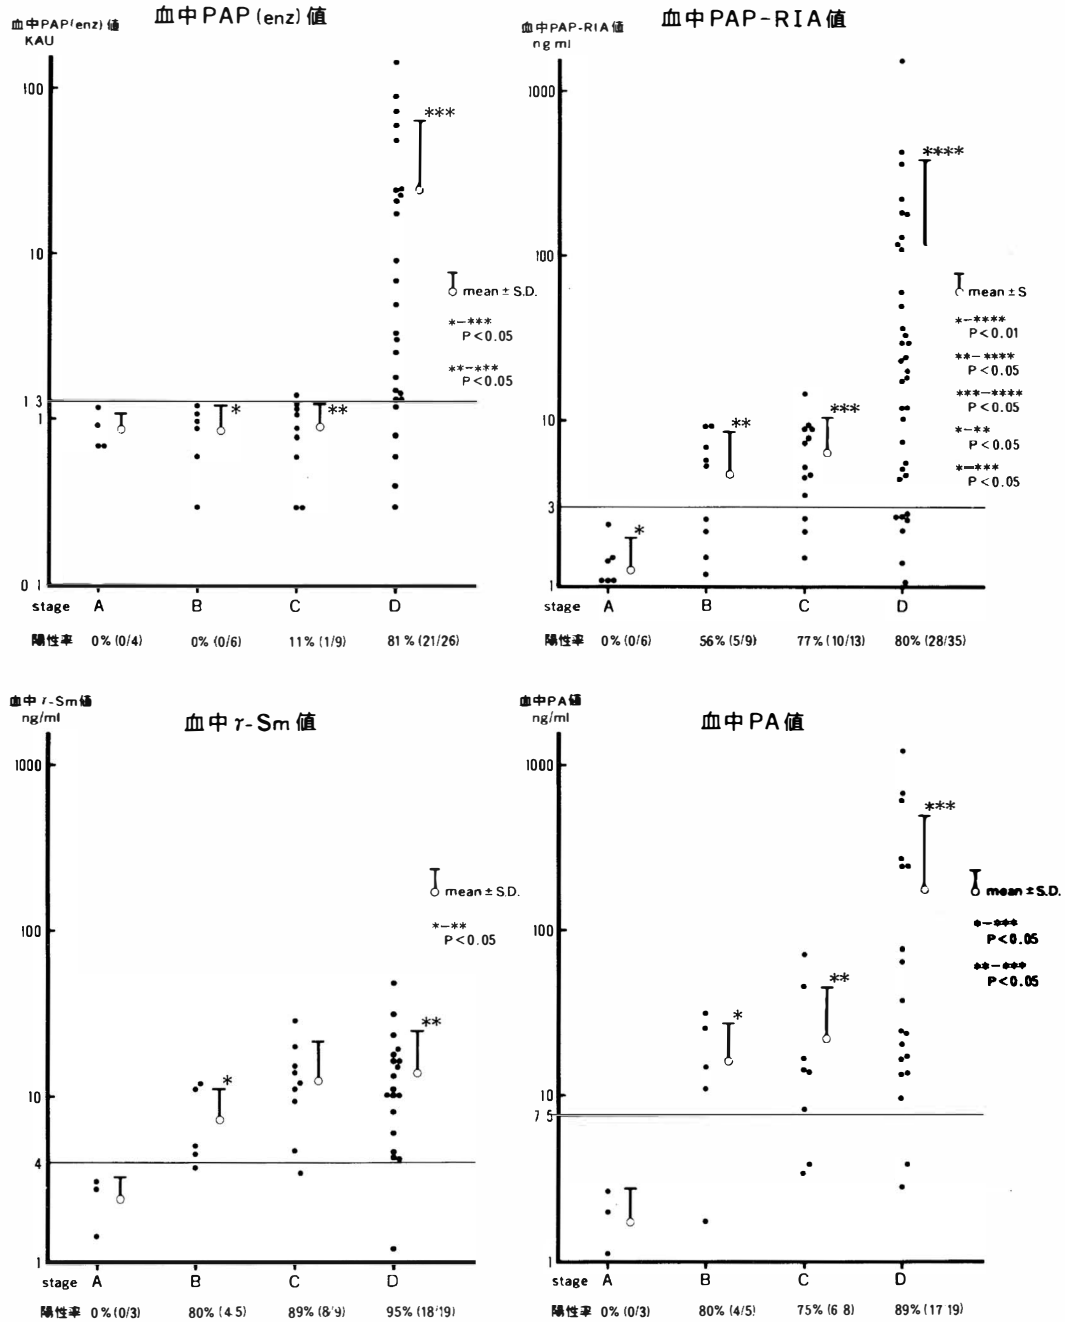 血中PAP(enz)値
血中PAP(enz)値
KAU
100
10
1 3
1
0 1
***
*
**
mean ± S.D.
*-***
P<0.05
**-***
P<0.05
stage A B C D
陽性率 0%(0/4) 0%(0/6) 11%(1/9) 81%(21/26)
血中PAP-RIA値
血中PAP-RIA値
ng ml
1000
100
10
3
1
****
*
**
***
mean ± S
*-****
P<0.01
**-****
P<0.05
***-****
P<0.05
*-**
P<0.05
*-***
P<0.05
stage A B C D
陽性率 0%(0/6) 56%(5/9) 77%(10/13) 80%(28/35)
血中γ-Sm値
血中γ-Sm値
ng/ml
1000
100
10
4
1
*
**
mean ± S.D.
*-**
P<0.05
stage A B C D
陽性率 0%(0/3) 80%(4 5) 89%(8/9) 95%(18/19)
血中PA値
血中PA値
ng/ml
1000
100
10
7 5
1
***
*
**
mean ± S.D.
*-***
P<0.05
**-***
P<0.05
stage A B C D
陽性率 0%(0/3) 80%(4/5) 75%(6 8) 89%(17 19)